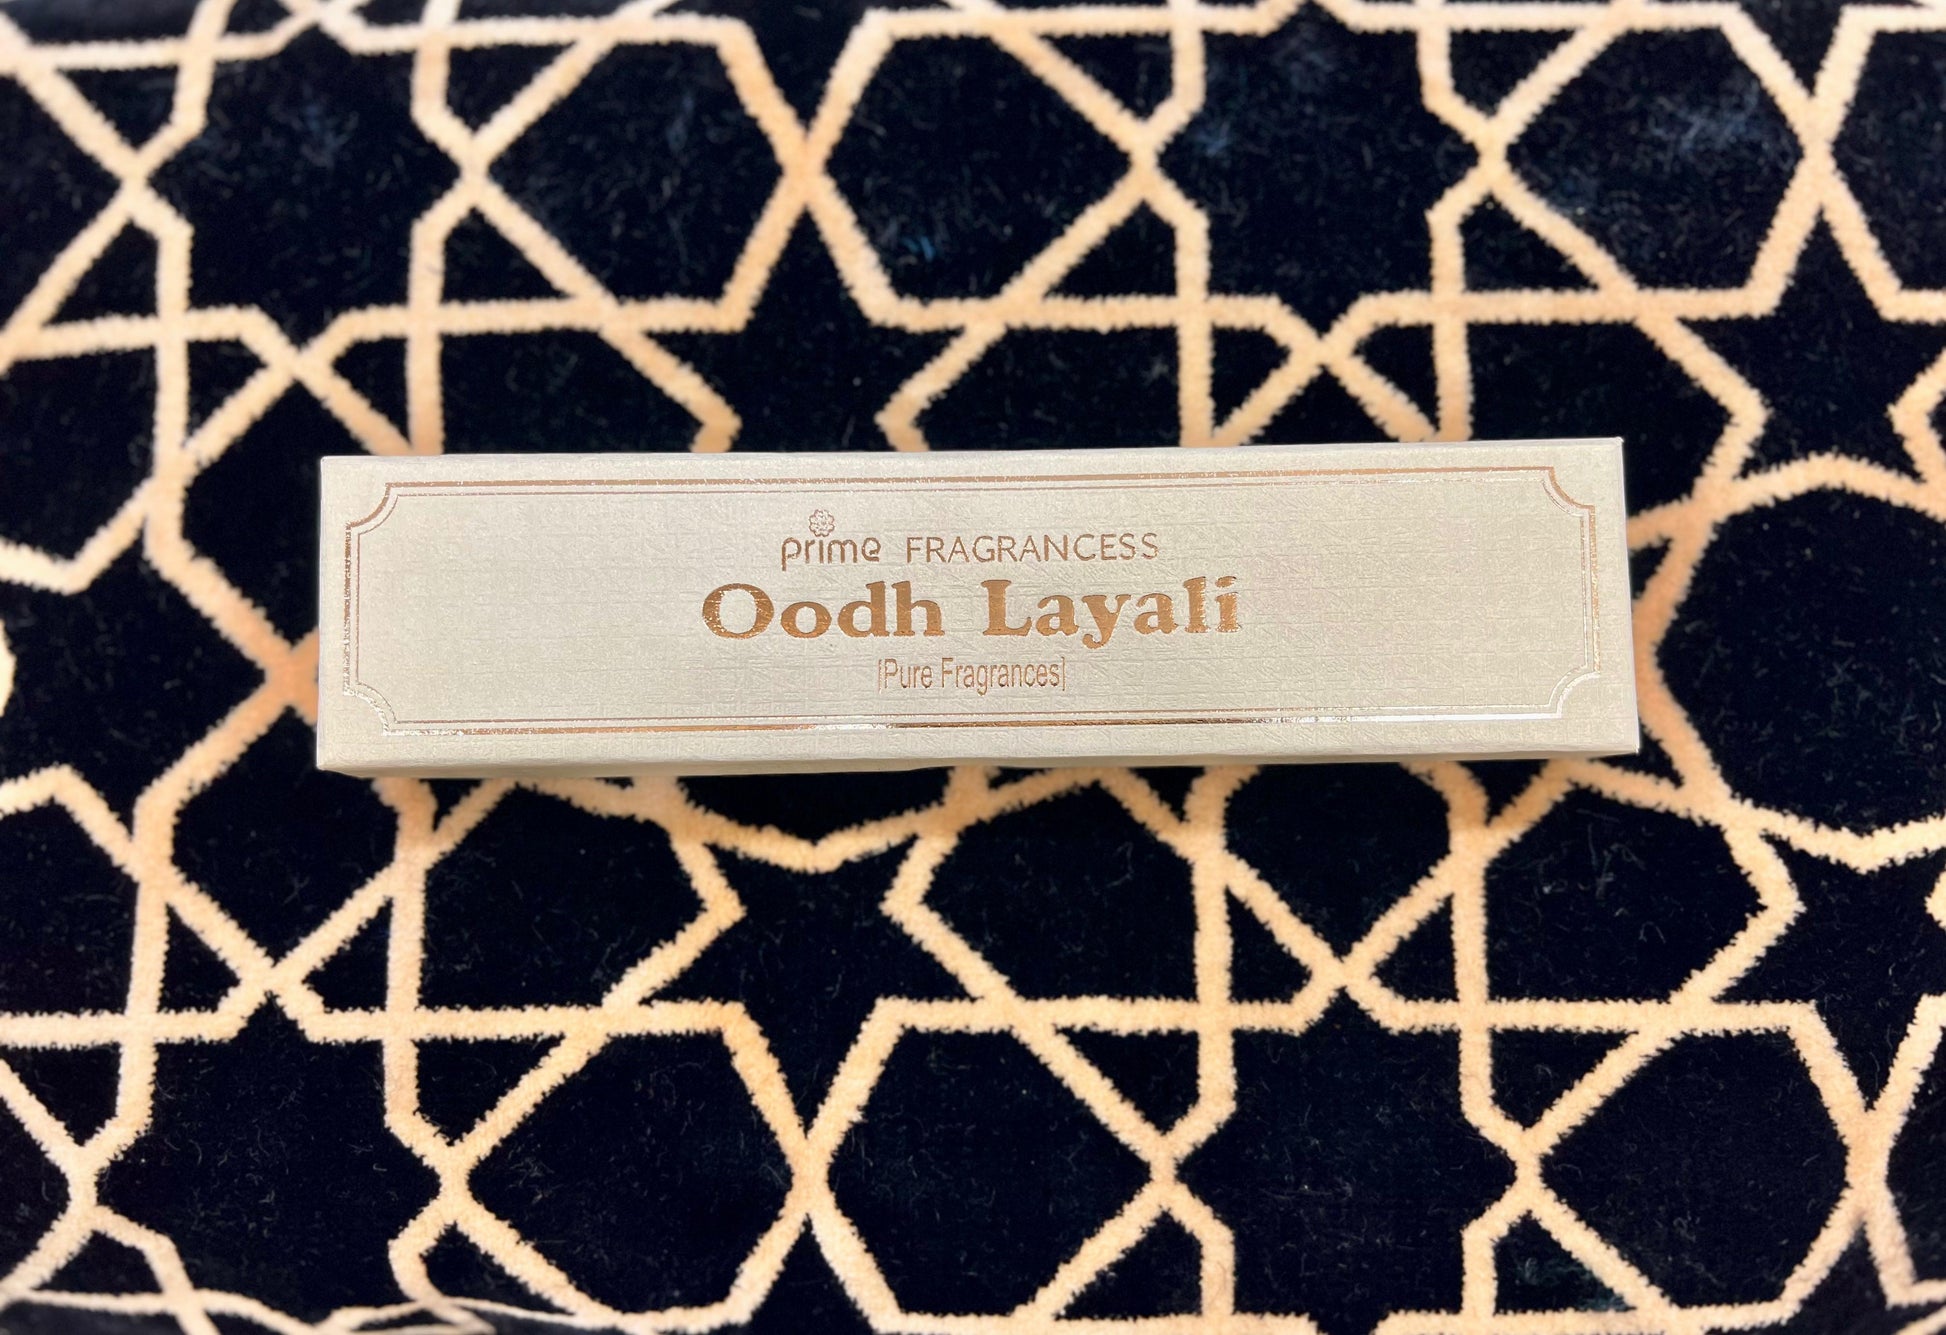 prime FRAGRANCESS
Oodh Layali
[Pure Fragrances]